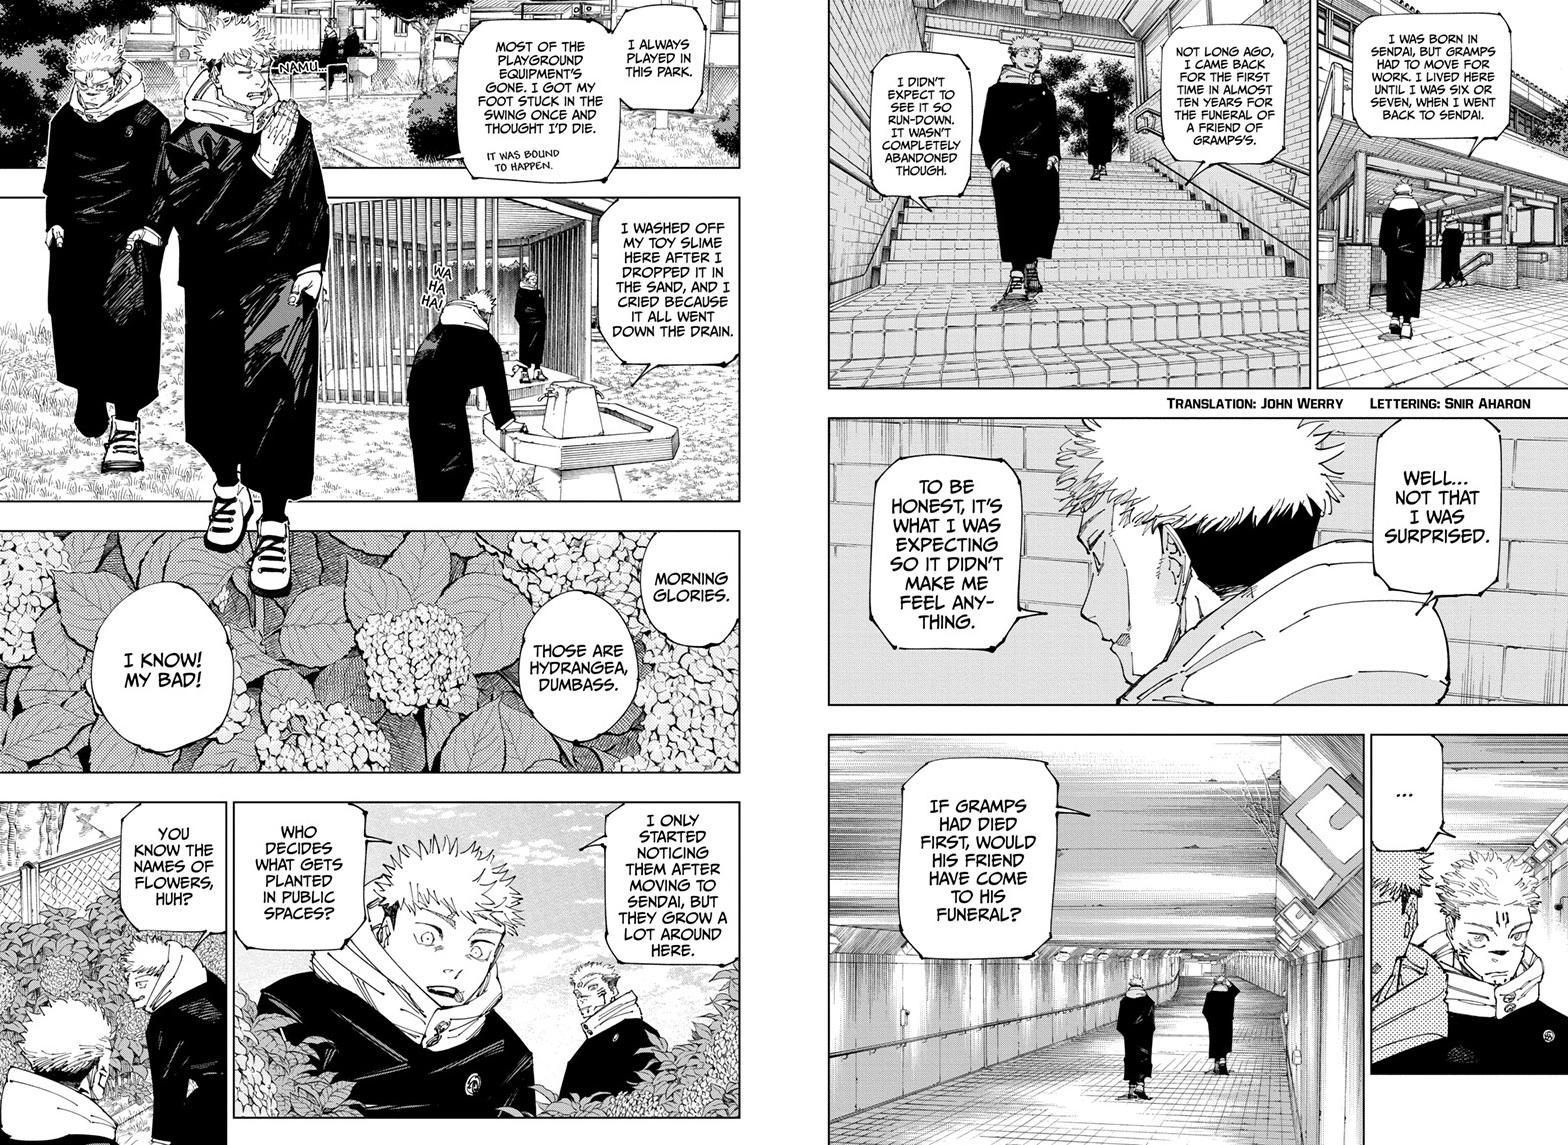 I WAS BORN IN
SENDAI, BUT GRAMPS
HAD TO MOVE FOR
WORK. I LIVED HERE
UNTIL I WAS SIX OR
SEVEN, WHEN I WENT
BACK TO SENDAI.
NOT LONG AGO,
I CAME BACK
FOR THE FIRST
TIME IN ALMOST
TEN YEARS FOR
THE FUNERAL OF
A FRIEND OF
GRAMPS'S.
I DIDN'T
EXPECT TO
SEE IT SO
RUN-DOWN.
IT WASN'T
COMPLETELY
ABANDONED
THOUGH.
TRANSLATION: JOHN WERRY
LETTERING: SNIR AHARON
WELL...
NOT THAT
I WAS
SURPRISED.
TO BE
HONEST, IT'S
WHAT I WAS
EXPECTING
SO IT DIDN'T
MAKE ME
FEEL ANY-
THING.
...
IF GRAMPS
HAD DIED
FIRST, WOULD
HIS FRIEND
HAVE COME
TO HIS
FUNERAL?
I ALWAYS
PLAYED IN
THIS PARK.
MOST OF THE
PLAYGROUND
EQUIPMENT'S
GONE. I GOT MY
FOOT STUCK IN THE
SWING ONCE AND
THOUGHT I'D DIE.
IT WAS BOUND
TO HAPPEN.
NAMU.
I WASHED OFF
MY TOY SLIME
HERE AFTER I
DROPPED IT IN
THE SAND, AND I
CRIED BECAUSE
IT ALL WENT
DOWN THE DRAIN.
WA
HA
HA!
MORNING
GLORIES.
THOSE ARE
HYDRANGEA,
DUMBASS.
I KNOW!
MY BAD!
I ONLY
STARTED
NOTICING
THEM AFTER
MOVING TO
SENDAI, BUT
THEY GROW A
LOT AROUND
HERE.
WHO
DECIDES
WHAT GETS
PLANTED
IN PUBLIC
SPACES?
YOU
KNOW THE
NAMES OF
FLOWERS,
HUH?